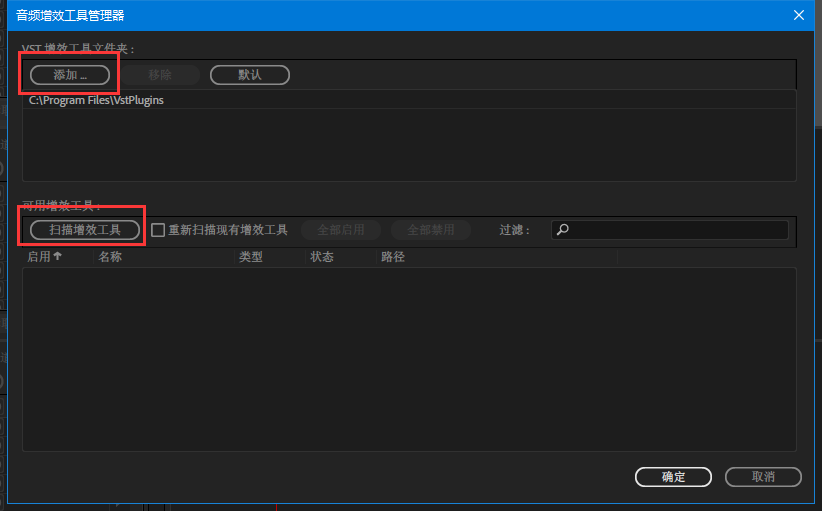 音频增效工具管理器
VST 增效工具文件夹：
添加 ... 移除 默认
C:\Program Files\VstPlugins
可用增效工具：
扫描增效工具 重新扫描现有增效工具 全部启用 全部禁用 过滤：
启用 名称 类型 状态 路径
确定 取消